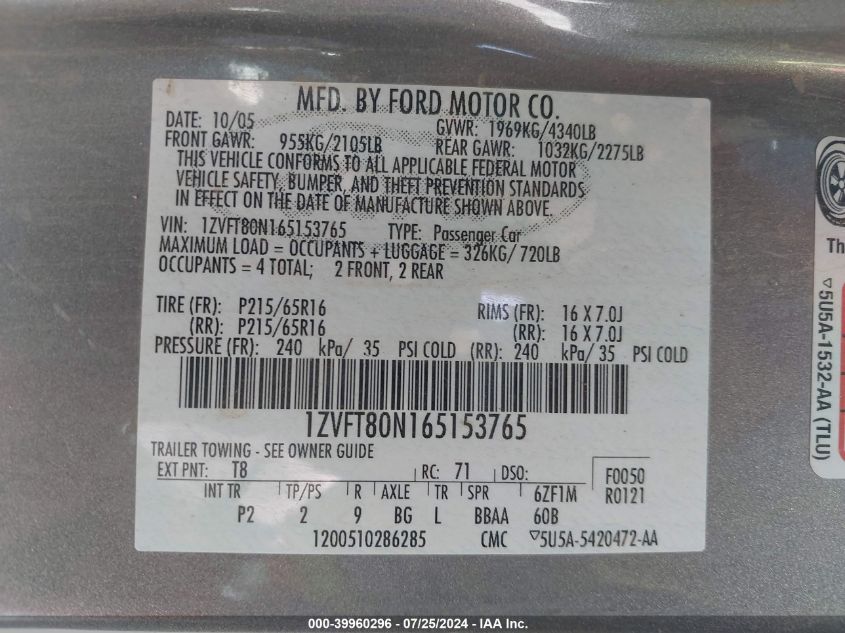 MFD. BY FORD MOTOR CO.
DATE: 10/05 GVWR: 1969KG/4340LB
FRONT GAWR: 955KG/2105LB REAR GAWR: 1032KG/2275LB
THIS VEHICLE CONFORMS TO ALL APPLICABLE FEDERAL MOTOR
VEHICLE SAFETY, BUMPER, AND THEFT PREVENTION STANDARDS
IN EFFECT ON THE DATE OF MANUFACTURE SHOWN ABOVE.
VIN: 1ZVFT80N165153765 TYPE: Passenger Car
MAXIMUM LOAD = OCCUPANTS + LUGGAGE = 326KG/ 720LB
OCCUPANTS = 4 TOTAL; 2 FRONT, 2 REAR
TIRE (FR): P215/65R16 RIMS (FR): 16 X 7.0J
(RR): P215/65R16 (RR): 16 X 7.0J
PRESSURE (FR): 240 kPa/ 35 PSI COLD (RR): 240 kPa/ 35 PSI COLD
1ZVFT80N165153765
TRAILER TOWING - SEE OWNER GUIDE
EXT PNT: T8 RC: 71 DSO: F0050
INT TR TP/PS R AXLE TR SPR 6ZF1M R0121
P2 2 9 BG L BBAA 60B
1200510286285 CMC ▽5U5A-5420472-AA
Th
▽5U5A-1532-AA (TLU)
000-39960296 - 07/25/2024 - IAA Inc.